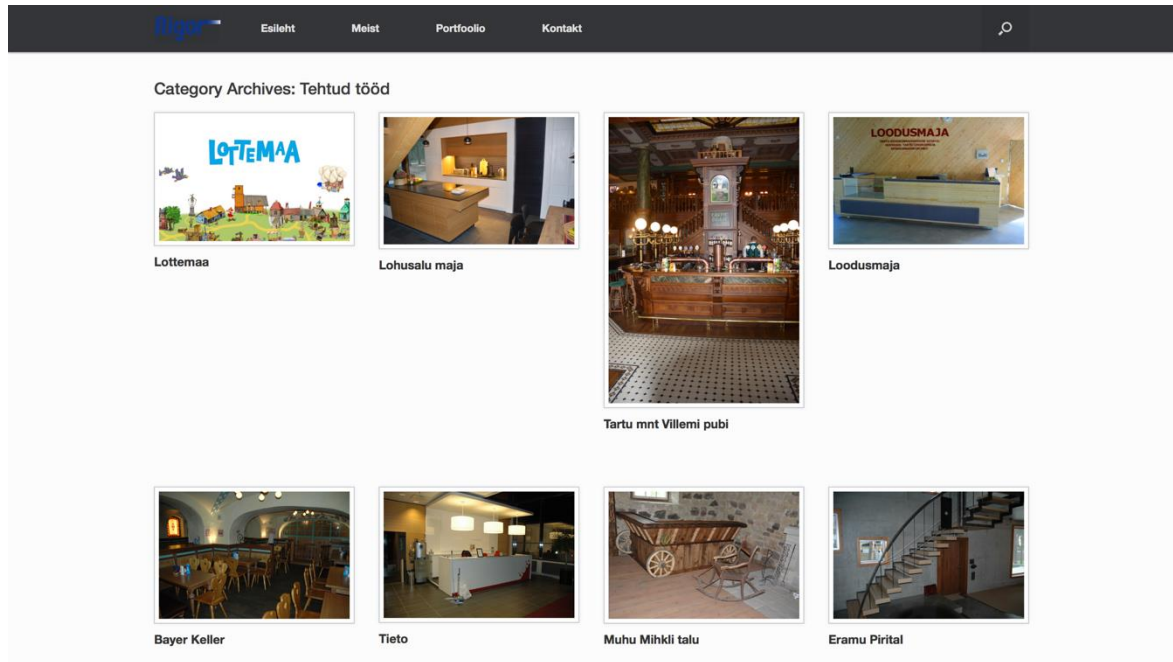 Rigor
Esileht
Meist
Portfoolio
Kontakt
Category Archives: Tehtud tööd
LOTTEMAA
LOODUSMAJA
Lottemaa
Lohusalu maja
Loodusmaja
Tartu mnt Villemi pubi
Bayer Keller
Tieto
Muhu Mihkli talu
Eramu Pirital